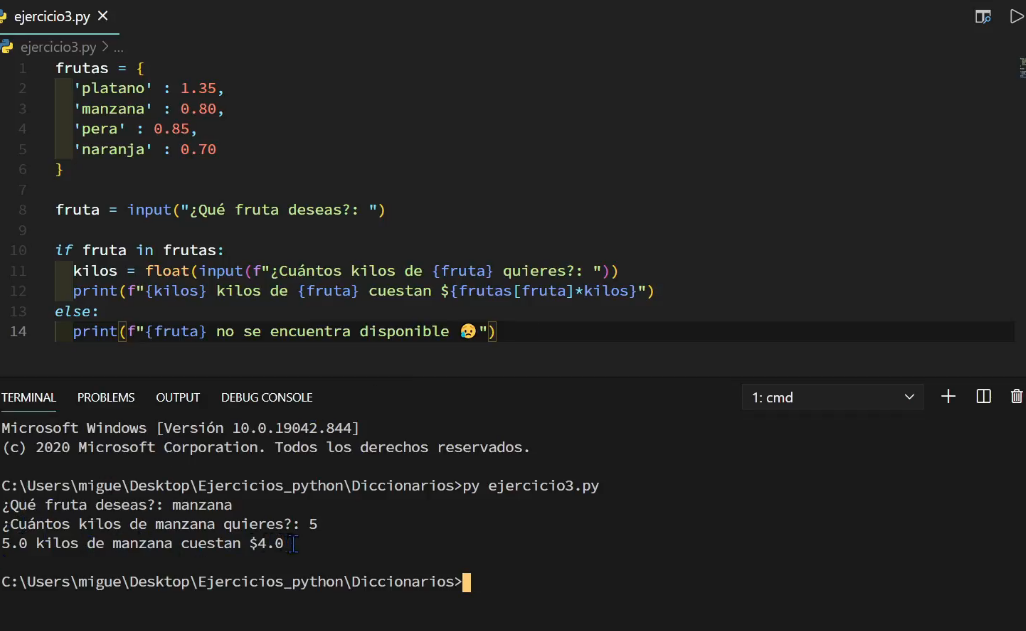 ejercicio3.py
ejercicio3.py > ...
1 frutas = {
2 'platano' : 1.35,
3 'manzana' : 0.80,
4 'pera' : 0.85,
5 'naranja' : 0.70
6 }
7
8 fruta = input("¿Qué fruta deseas?: ")
9
10 if fruta in frutas:
11 kilos = float(input(f"¿Cuántos kilos de {fruta} quieres?: "))
12 print(f"{kilos} kilos de {fruta} cuestan ${frutas[fruta]*kilos}")
13 else:
14 print(f"{fruta} no se encuentra disponible 😥")
TERMINAL PROBLEMS OUTPUT DEBUG CONSOLE 1: cmd
Microsoft Windows [Versión 10.0.19042.844]
(c) 2020 Microsoft Corporation. Todos los derechos reservados.
C:\Users\migue\Desktop\Ejercicios_python\Diccionarios>py ejercicio3.py
¿Qué fruta deseas?: manzana
¿Cuántos kilos de manzana quieres?: 5
5.0 kilos de manzana cuestan $4.0
C:\Users\migue\Desktop\Ejercicios_python\Diccionarios>